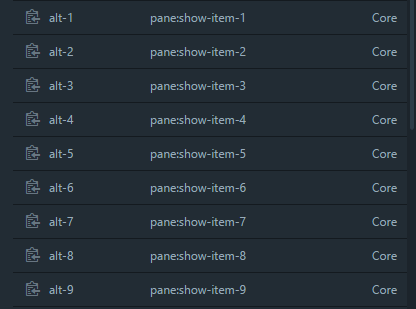 alt-1 pane:show-item-1 Core
alt-2 pane:show-item-2 Core
alt-3 pane:show-item-3 Core
alt-4 pane:show-item-4 Core
alt-5 pane:show-item-5 Core
alt-6 pane:show-item-6 Core
alt-7 pane:show-item-7 Core
alt-8 pane:show-item-8 Core
alt-9 pane:show-item-9 Core